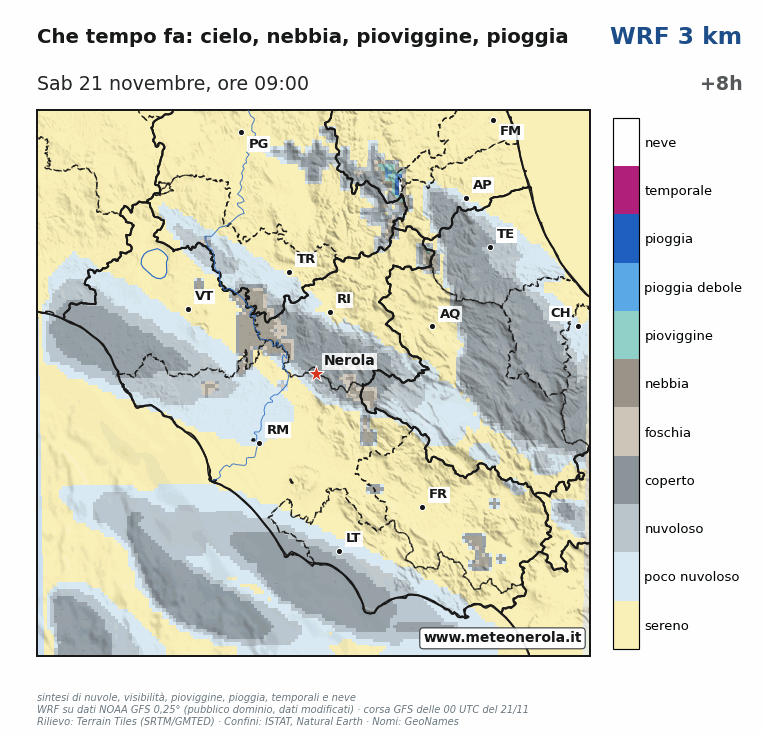 Che tempo fa: cielo, nebbia, pioviggine, pioggia
WRF 3 km
Sab 21 novembre, ore 09:00
+8h
FM
PG
AP
TE
TR
VT
RI
AQ
CH
Nerola
RM
FR
LT
www.meteonerola.it
neve
temporale
pioggia
pioggia debole
pioviggine
nebbia
foschia
coperto
nuvoloso
poco nuvoloso
sereno
sintesi di nuvole, visibilità, pioviggine, pioggia, temporali e neve
WRF su dati NOAA GFS 0,25° (pubblico dominio, dati modificati) · corsa GFS delle 00 UTC del 21/11
Rilievo: Terrain Tiles (SRTM/GMTED) · Confini: ISTAT, Natural Earth · Nomi: GeoNames